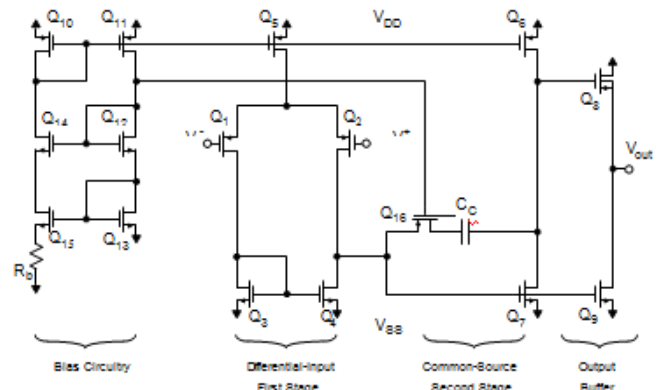 Q10
Q11
Q5
VDD
Q6
Q8
Q14
Q12
Q1
Q2
V-
V+
Vout
Q16
CC
Q15
Q13
Rb
Q3
Q4
VSS
Q7
Q9
Bias Circuitry
Differential-Input
First Stage
Common-Source
Second Stage
Output
Buffer